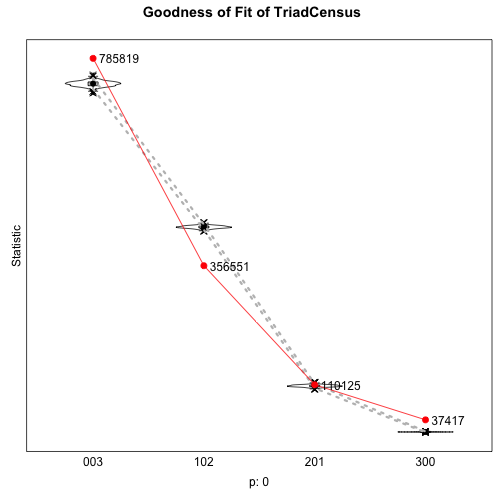 Goodness of Fit of TriadCensus
Statistic
785819
356551
110125
37417
003 102 201 300
p: 0